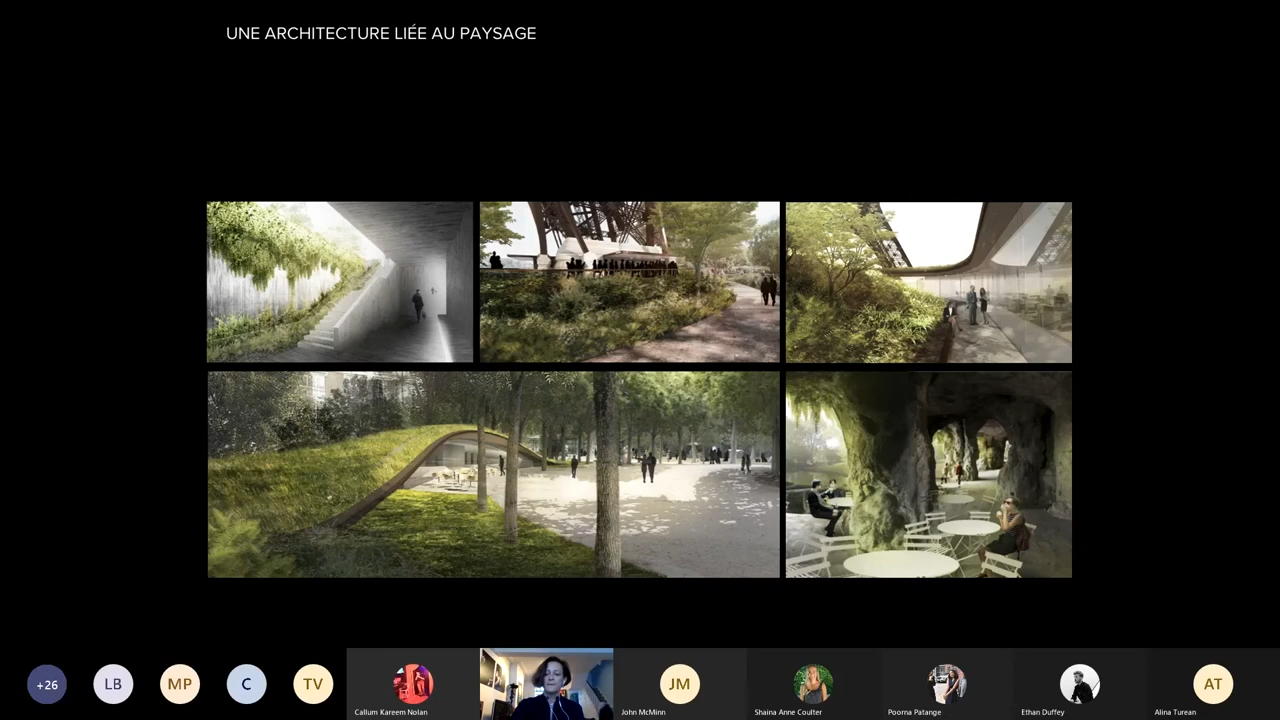 UNE ARCHITECTURE LIÉE AU PAYSAGE
+26
LB
MP
C
TV
Callum Kareem Nolan
JM
John McMinn
Shaina Anne Coulter
Poorna Patange
Ethan Duffey
AT
Alina Turean